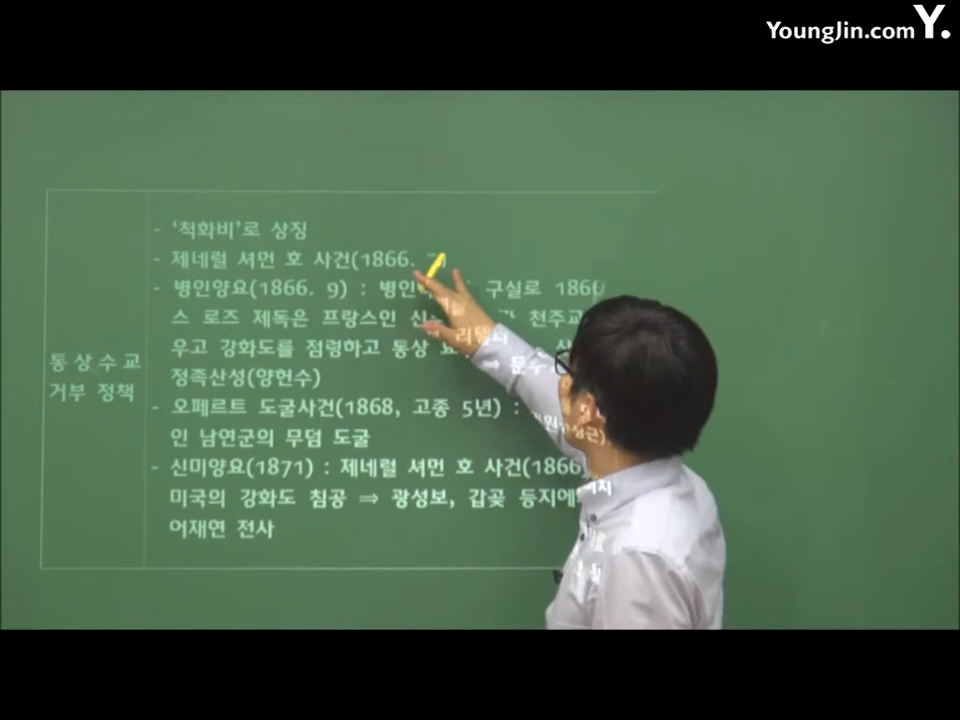 YoungJin.com Y.
- '척화비'로 상징
- 제네럴 셔먼 호 사건(1866.
- 병인양요(1866. 9) : 구실로
스 로즈 제독은 프랑스인 천주교
우고 강화도를 점령하고 통상
정족산성(양헌수)
통상수교
거부 정책
- 오페르트 도굴사건(1868, 고종 5년) :
인 남연군의 무덤 도굴
- 신미양요(1871) : 제네럴 셔먼 호 사건(1866
미국의 강화도 침공 ⇒ 광성보, 갑곶 등지에
어재연 전사